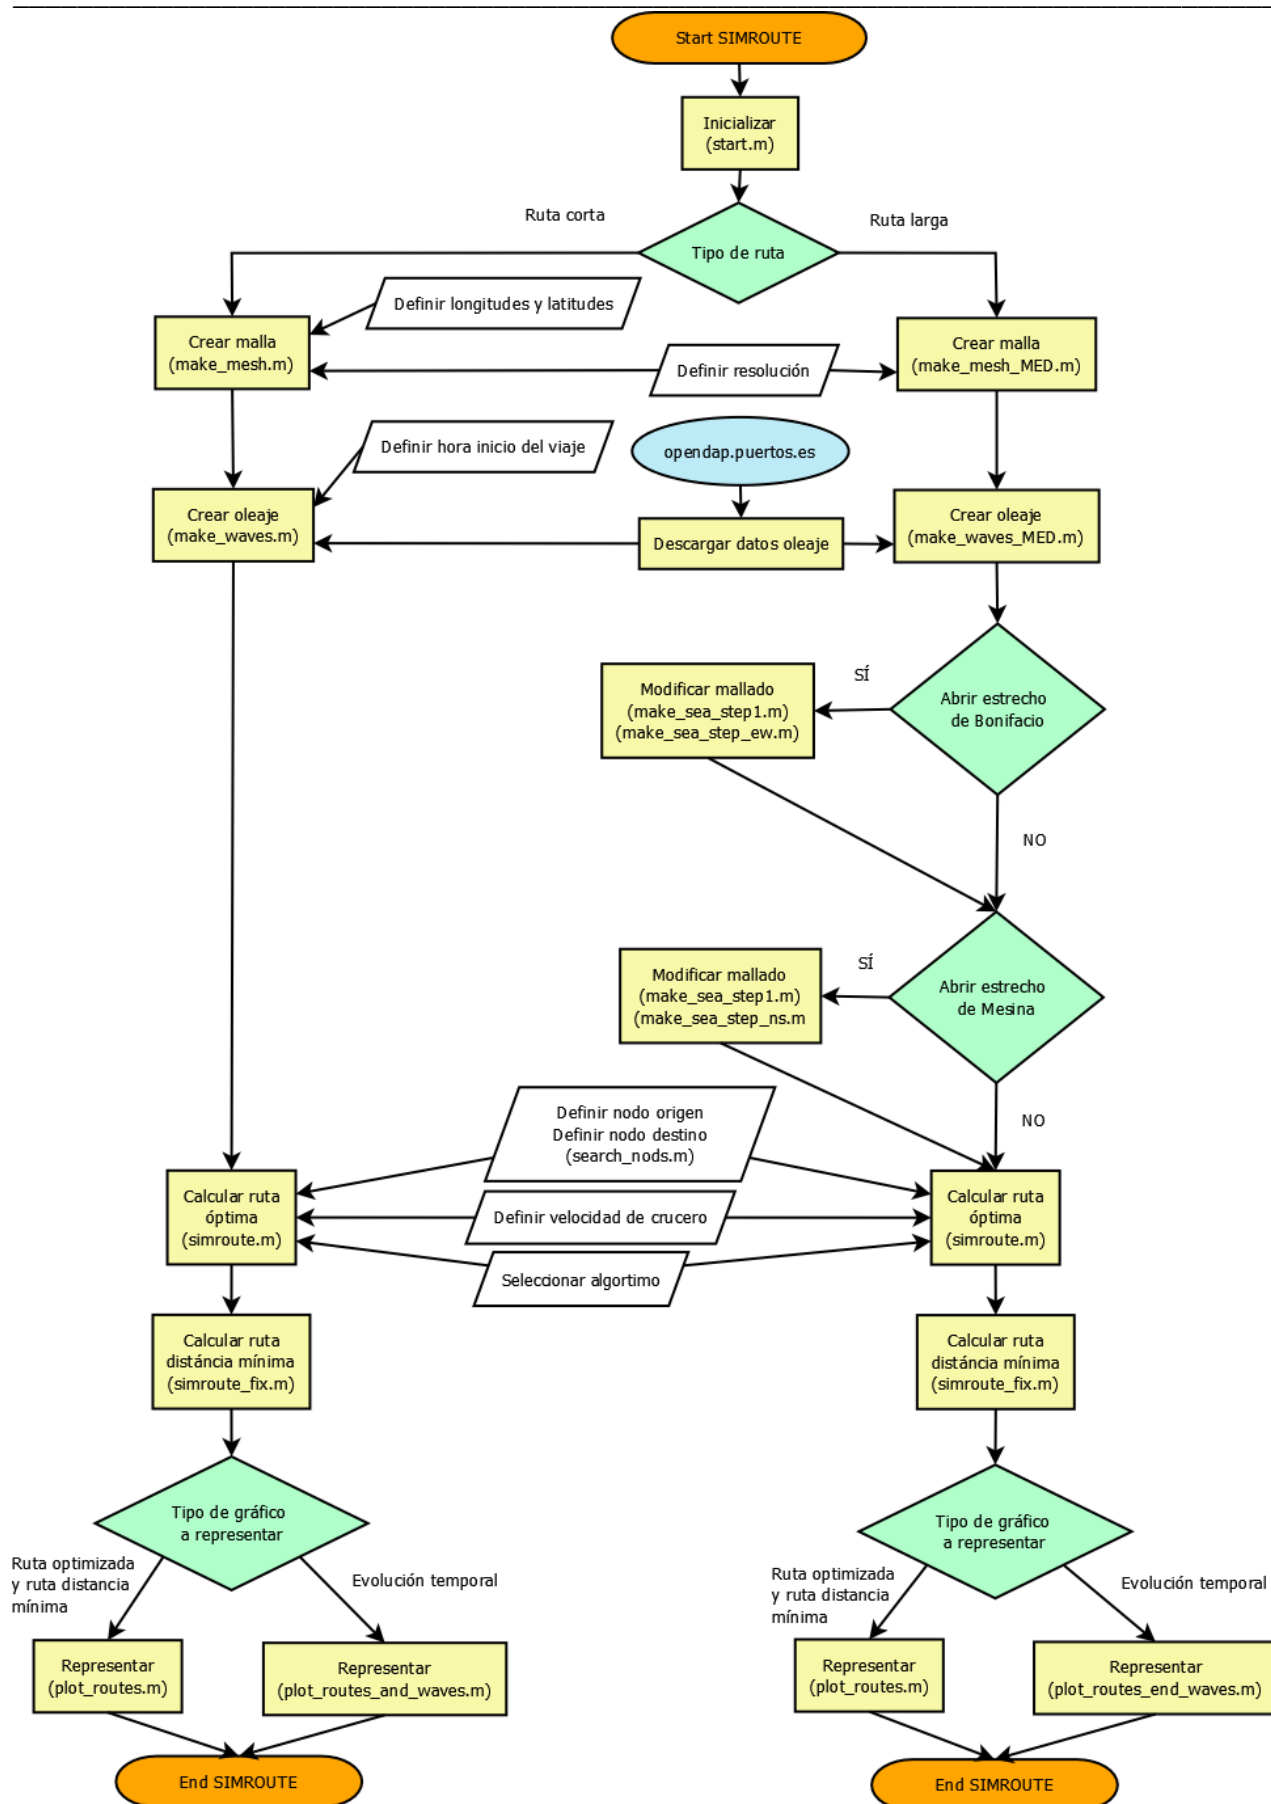 Start SIMROUTE
Inicializar
(start.m)
Ruta corta
Ruta larga
Tipo de ruta
Definir longitudes y latitudes
Crear malla
(make_mesh.m)
Definir resolución
Crear malla
(make_mesh_MED.m)
Definir hora inicio del viaje
opendap.puertos.es
Crear oleaje
(make_waves.m)
Descargar datos oleaje
Crear oleaje
(make_waves_MED.m)
Modificar mallado
(make_sea_step1.m)
(make_sea_step_ew.m)
SÍ
Abrir estrecho
de Bonifacio
NO
Modificar mallado
(make_sea_step1.m)
(make_sea_step_ns.m
SÍ
Abrir estrecho
de Mesina
NO
Definir nodo origen
Definir nodo destino
(search_nods.m)
Calcular ruta
óptima
(simroute.m)
Definir velocidad de crucero
Calcular ruta
óptima
(simroute.m)
Seleccionar algortimo
Calcular ruta
distáncia mínima
(simroute_fix.m)
Calcular ruta
distáncia mínima
(simroute_fix.m)
Tipo de gráfico
a representar
Tipo de gráfico
a representar
Ruta optimizada
y ruta distancia
mínima
Evolución temporal
Ruta optimizada
y ruta distancia
mínima
Evolución temporal
Representar
(plot_routes.m)
Representar
(plot_routes_and_waves.m)
Representar
(plot_routes.m)
Representar
(plot_routes_end_waves.m)
End SIMROUTE
End SIMROUTE